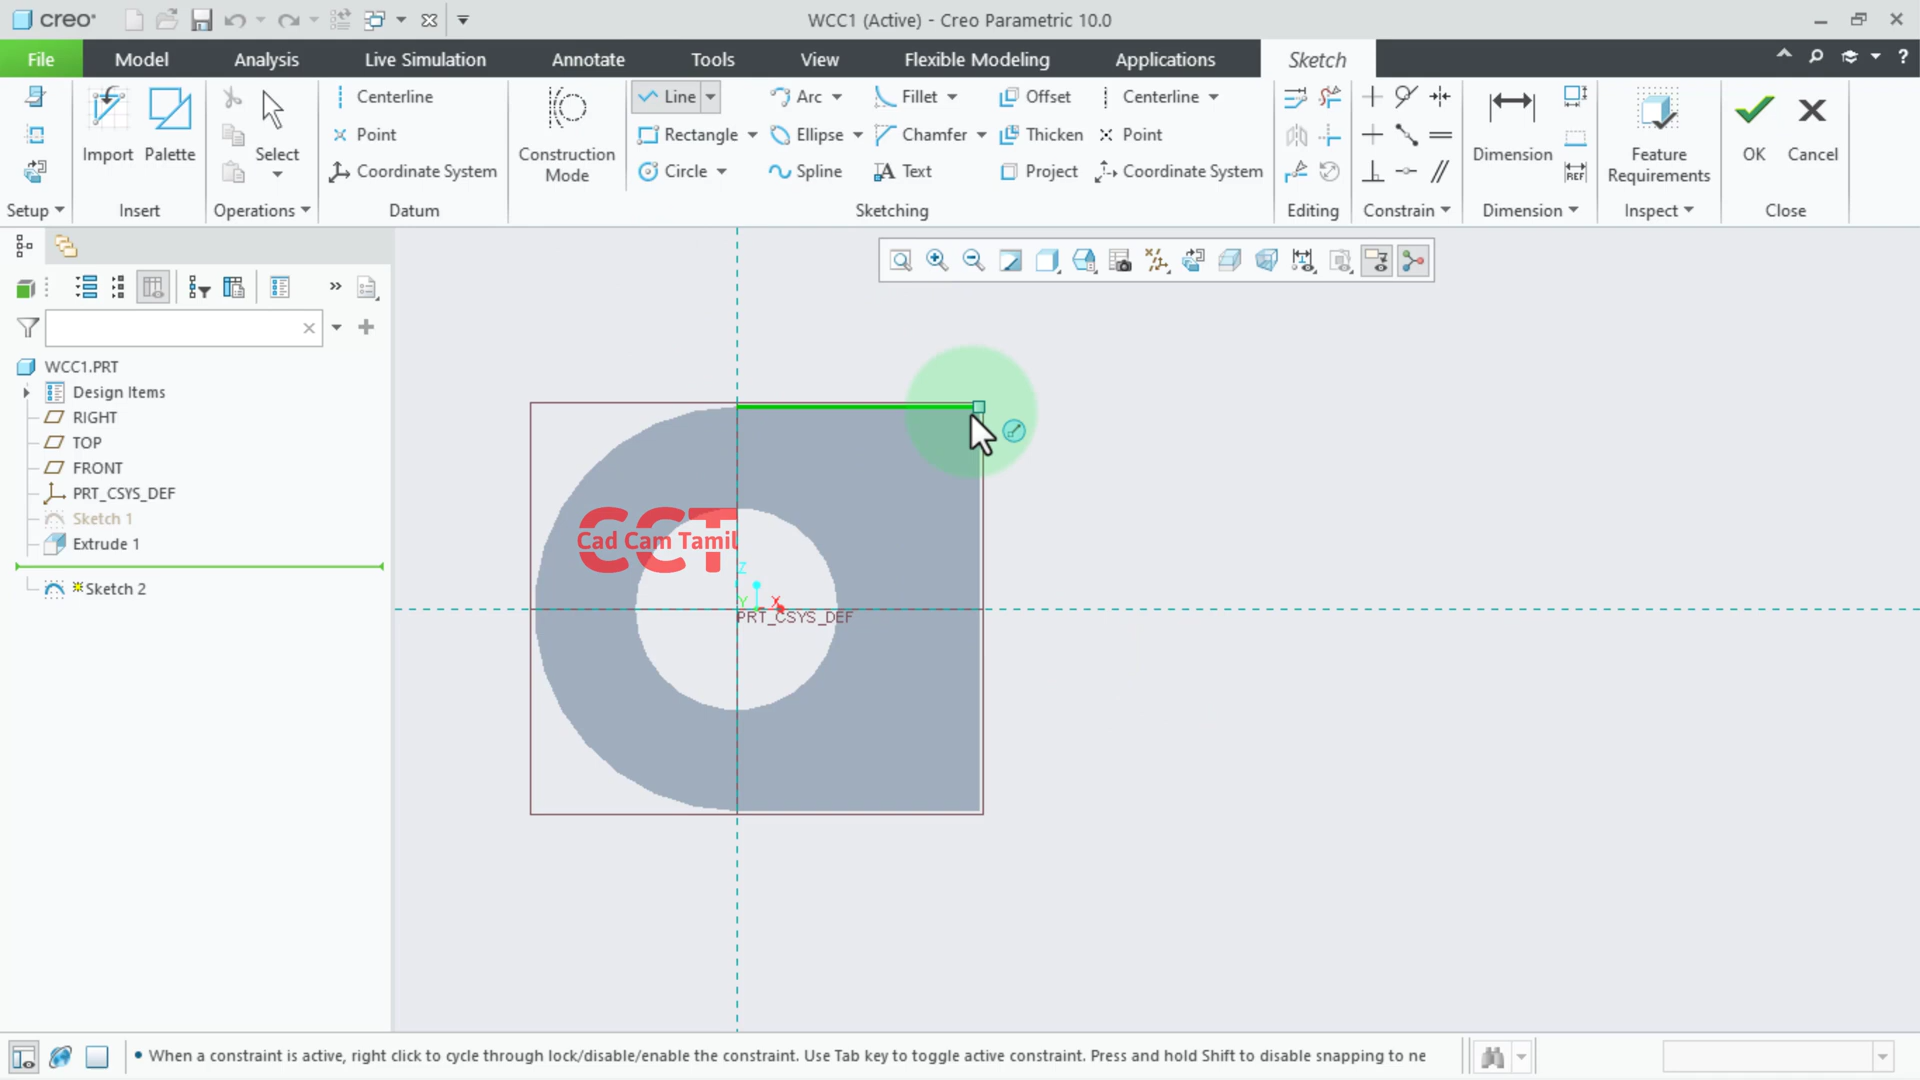 creo
WCC1 (Active) - Creo Parametric 10.0
File Model Analysis Live Simulation Annotate Tools View Flexible Modeling Applications Sketch
Import Palette Select Centerline Point Coordinate System Construction Mode Line Arc Fillet Offset Centerline
Rectangle Ellipse Chamfer Thicken Point
Circle Spline Text Project Coordinate System
Dimension REF Feature Requirements OK Cancel
Setup Insert Operations Datum Sketching Editing Constrain Dimension Inspect Close
WCC1.PRT
Design Items
RIGHT
TOP
FRONT
PRT_CSYS_DEF
Sketch 1
Extrude 1
Sketch 2
CCT
Cad Cam Tamil
Z
Y X
PRT_CSYS_DEF
• When a constraint is active, right click to cycle through lock/disable/enable the constraint. Use Tab key to toggle active constraint. Press and hold Shift to disable snapping to ne